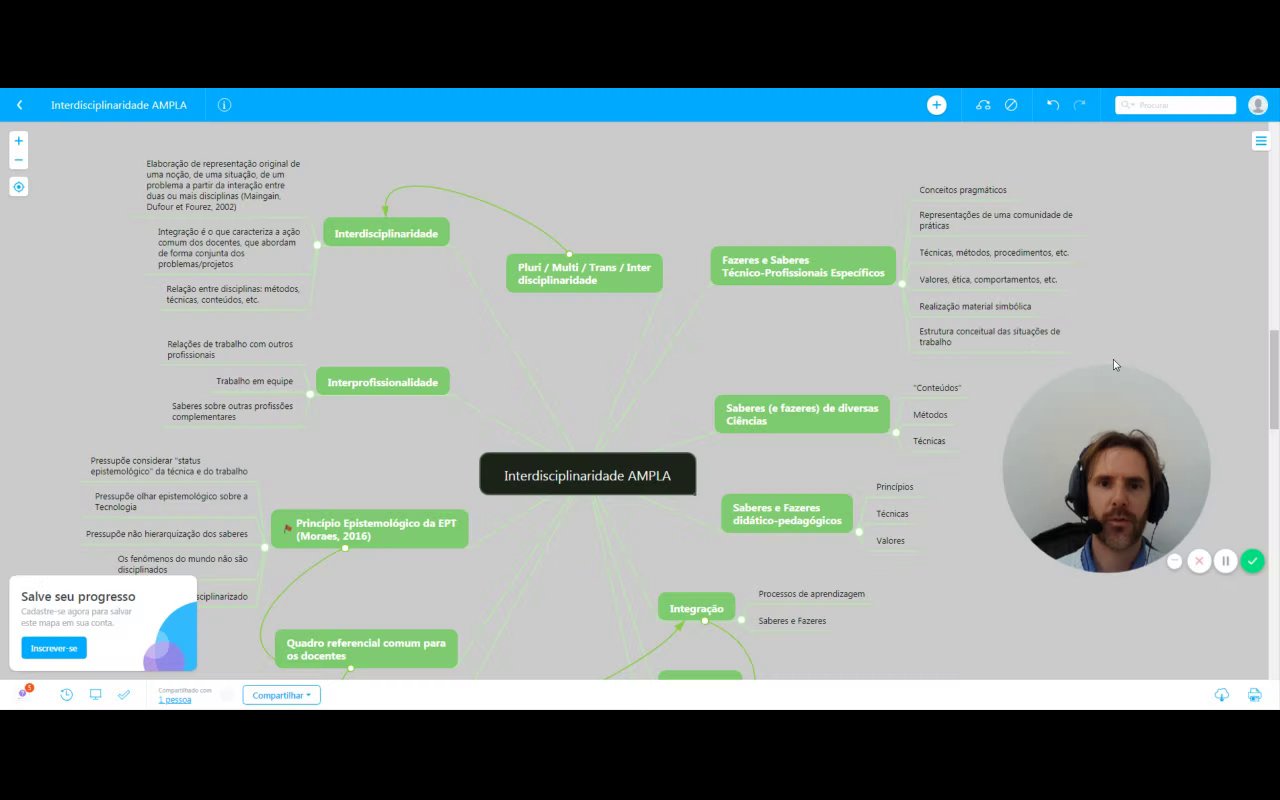 Interdisciplinaridade AMPLA
Procurar
Elaboração de representação original de
uma noção, de uma situação, de um
problema a partir da interação entre
duas ou mais disciplinas (Maingain,
Dufour et Fourez, 2002)
Integração é o que caracteriza a ação
comum dos docentes, que abordam
de forma conjunta dos
problemas/projetos
Relação entre disciplinas: métodos,
técnicas, conteúdos, etc.
Interdisciplinaridade
Pluri / Multi / Trans / Inter
disciplinaridade
Fazeres e Saberes
Técnico-Profissionais Específicos
Conceitos pragmáticos
Representações de uma comunidade de
práticas
Técnicas, métodos, procedimentos, etc.
Valores, ética, comportamentos, etc.
Realização material simbólica
Estrutura conceitual das situações de
trabalho
Relações de trabalho com outros
profissionais
Trabalho em equipe
Saberes sobre outras profissões
complementares
Interprofissionalidade
Saberes (e fazeres) de diversas
Ciências
"Conteúdos"
Métodos
Técnicas
Interdisciplinaridade AMPLA
Pressupõe considerar "status
epistemológico" da técnica e do trabalho
Pressupõe olhar epistemológico sobre a
Tecnologia
Pressupõe não hierarquização dos saberes
Os fenômenos do mundo não são
disciplinados
sciplinarizado
Princípio Epistemológico da EPT
(Moraes, 2016)
Saberes e Fazeres
didático-pedagógicos
Princípios
Técnicas
Valores
Integração
Processos de aprendizagem
Saberes e Fazeres
Quadro referencial comum para
os docentes
Salve seu progresso
Cadastre-se agora para salvar
este mapa em sua conta.
Inscrever-se
5
Compartilhado com
1 pessoa
Compartilhar